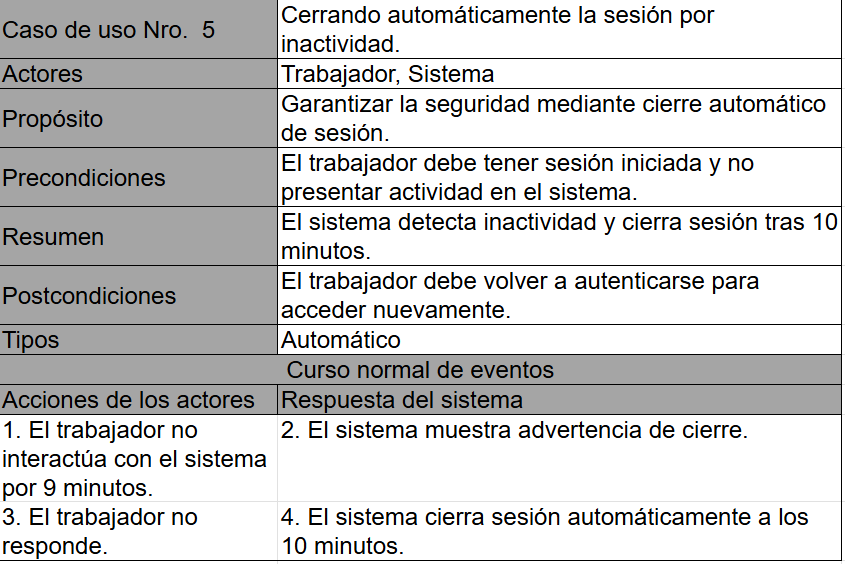 Caso de uso Nro.  5
Cerrando automáticamente la sesión por
inactividad.
Actores
Trabajador, Sistema
Propósito
Garantizar la seguridad mediante cierre automático
de sesión.
Precondiciones
El trabajador debe tener sesión iniciada y no
presentar actividad en el sistema.
Resumen
El sistema detecta inactividad y cierra sesión tras 10
minutos.
Postcondiciones
El trabajador debe volver a autenticarse para
acceder nuevamente.
Tipos
Automático
Curso normal de eventos
Acciones de los actores
Respuesta del sistema
1. El trabajador no
interactúa con el sistema
por 9 minutos.
2. El sistema muestra advertencia de cierre.
3. El trabajador no
responde.
4. El sistema cierra sesión automáticamente a los
10 minutos.